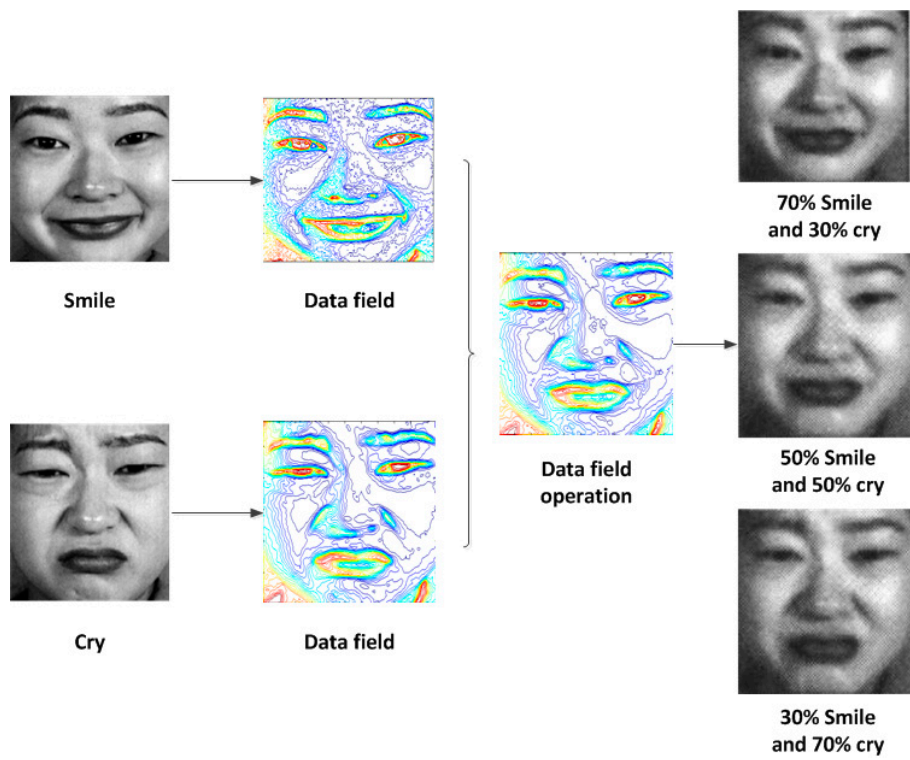 Smile
Data field
Cry
Data field
Data field
operation
70% Smile
and 30% cry
50% Smile
and 50% cry
30% Smile
and 70% cry